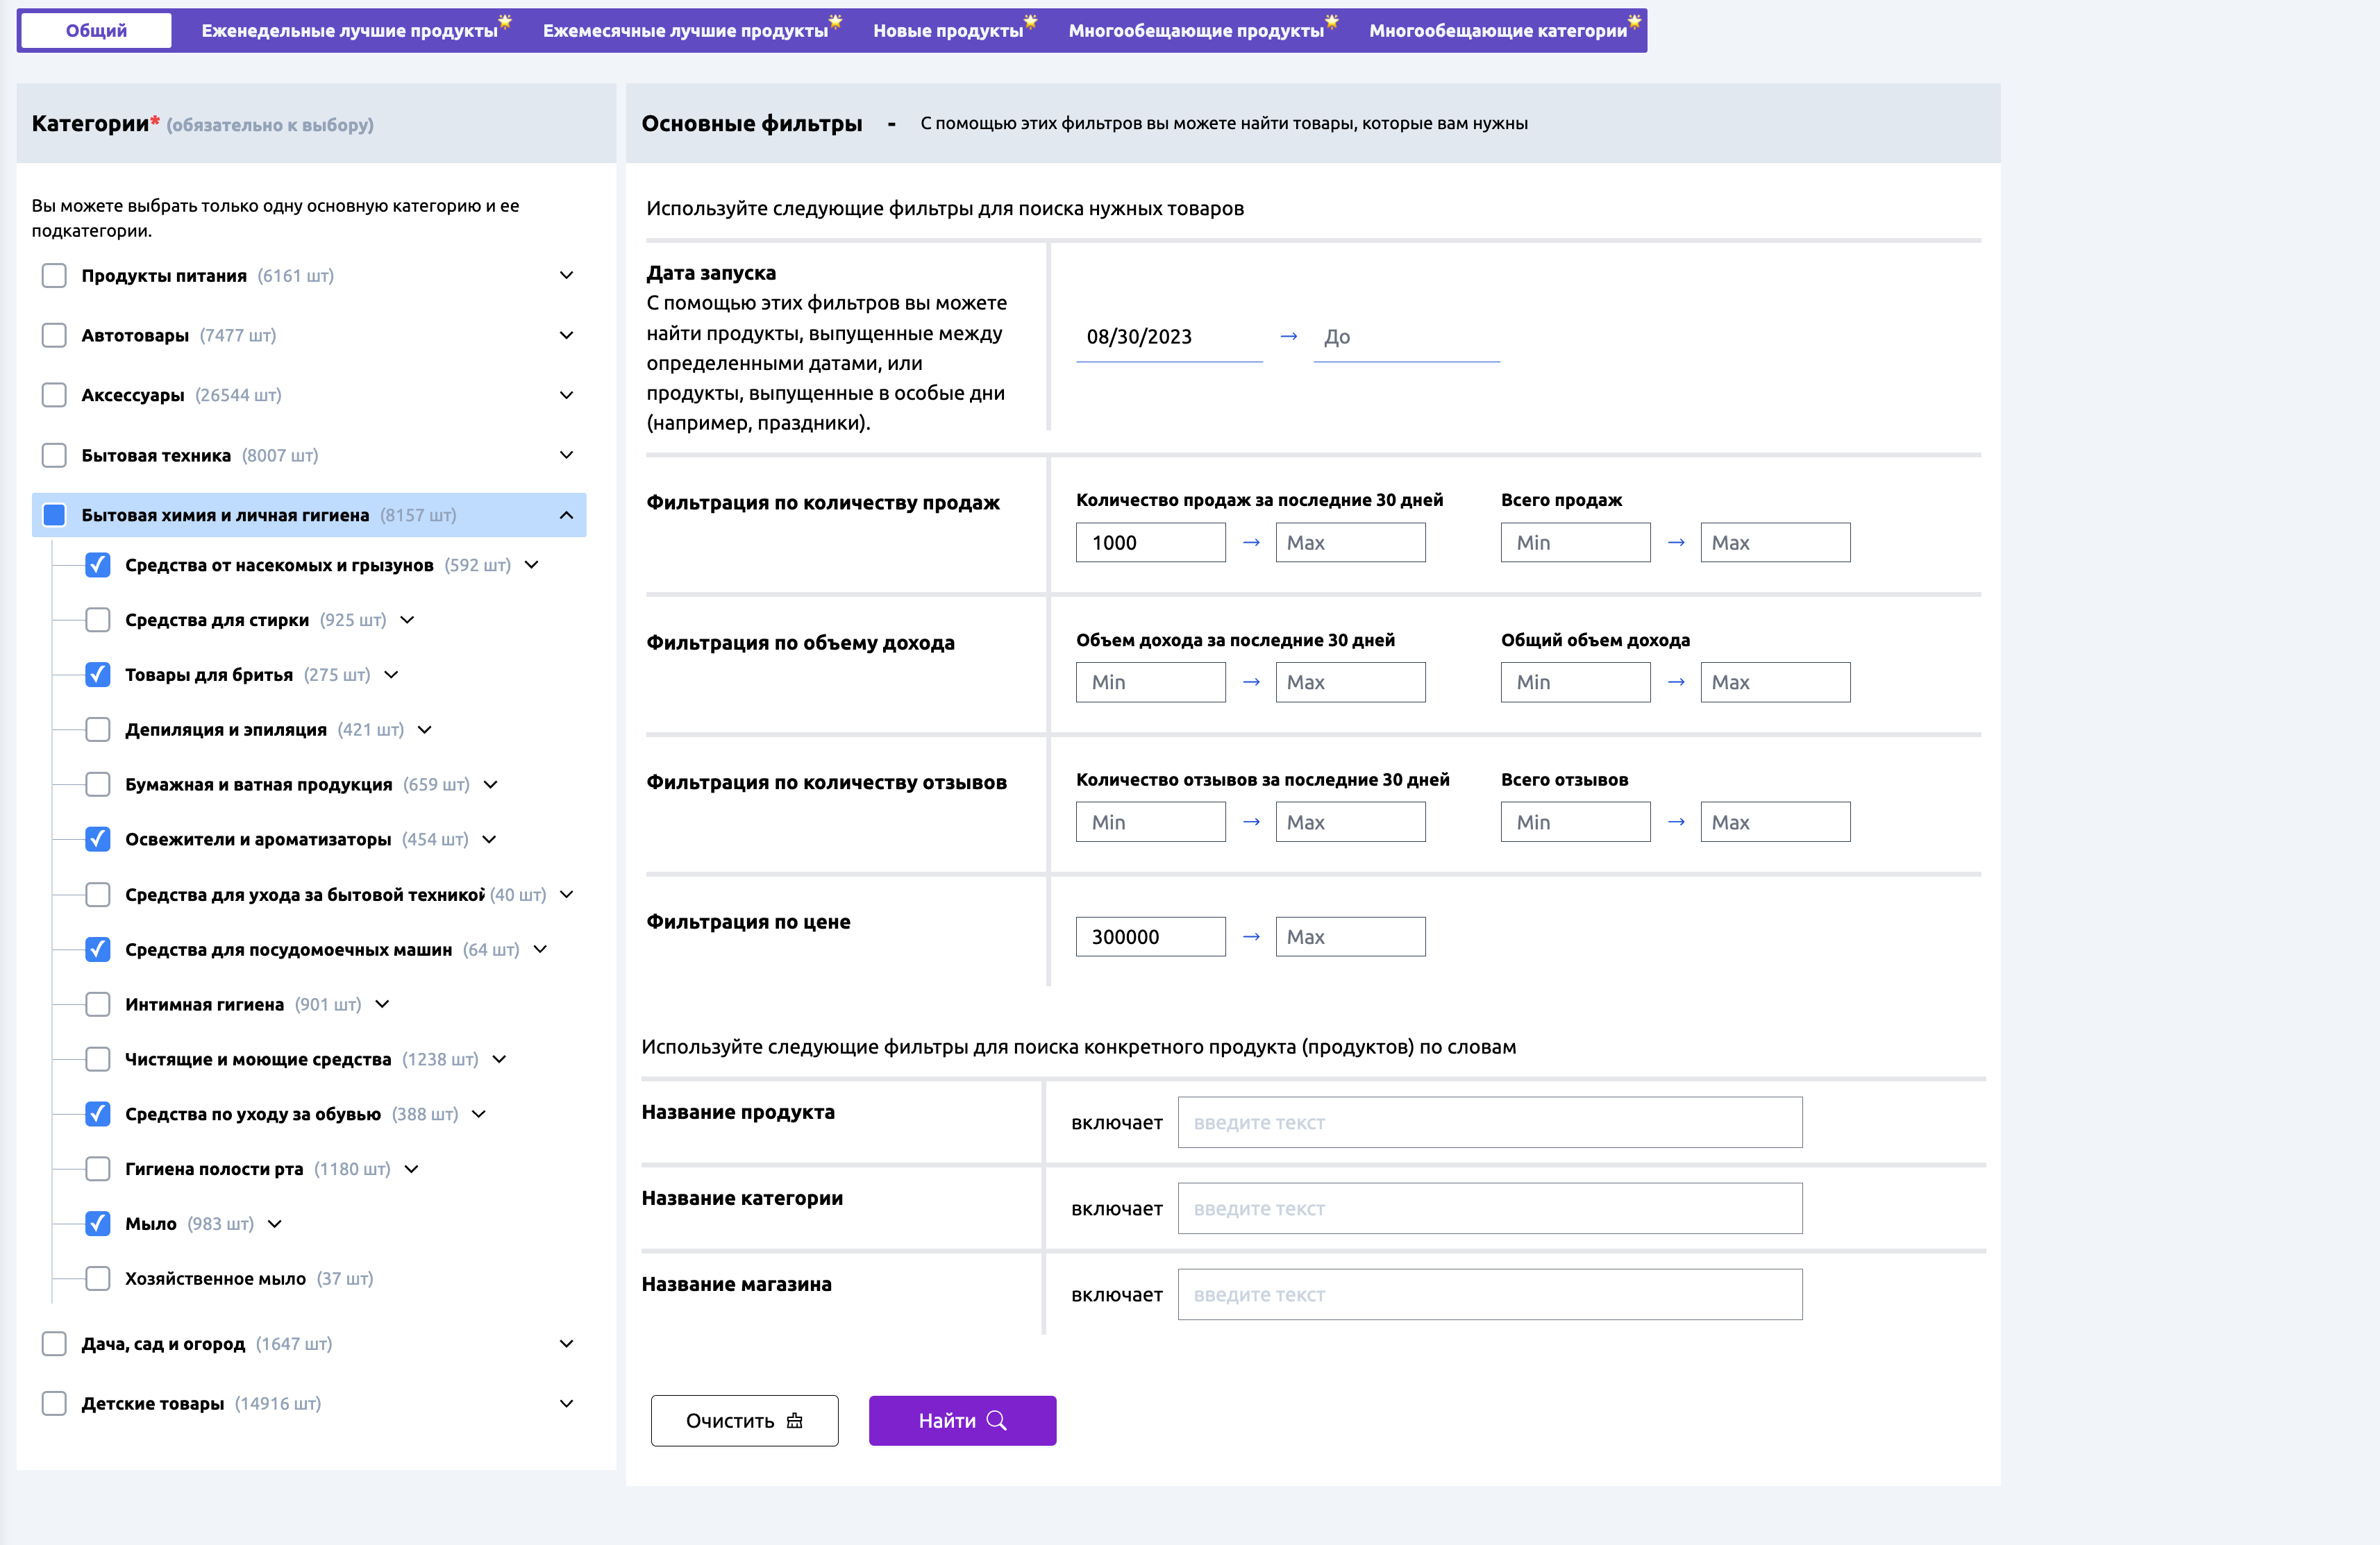 Общий
Еженедельные лучшие продукты
Ежемесячные лучшие продукты
Новые продукты
Многообещающие продукты
Многообещающие категории
Категории* (обязательно к выбору)
Вы можете выбрать только одну основную категорию и ее
подкатегории.
Продукты питания (6161 шт)
Автотовары (7477 шт)
Аксессуары (26544 шт)
Бытовая техника (8007 шт)
Бытовая химия и личная гигиена (8157 шт)
Средства от насекомых и грызунов (592 шт)
Средства для стирки (925 шт)
Товары для бритья (275 шт)
Депиляция и эпиляция (421 шт)
Бумажная и ватная продукция (659 шт)
Освежители и ароматизаторы (454 шт)
Средства для ухода за бытовой техникой (40 шт)
Средства для посудомоечных машин (64 шт)
Интимная гигиена (901 шт)
Чистящие и моющие средства (1238 шт)
Средства по уходу за обувью (388 шт)
Гигиена полости рта (1180 шт)
Мыло (983 шт)
Хозяйственное мыло (37 шт)
Дача, сад и огород (1647 шт)
Детские товары (14916 шт)
Основные фильтры - С помощью этих фильтров вы можете найти товары, которые вам нужны
Используйте следующие фильтры для поиска нужных товаров
Дата запуска
С помощью этих фильтров вы можете
найти продукты, выпущенные между
определенными датами, или
продукты, выпущенные в особые дни
(например, праздники).
08/30/2023 → До
Фильтрация по количеству продаж
Количество продаж за последние 30 дней
1000 → Max
Всего продаж
Min → Max
Фильтрация по объему дохода
Объем дохода за последние 30 дней
Min → Max
Общий объем дохода
Min → Max
Фильтрация по количеству отзывов
Количество отзывов за последние 30 дней
Min → Max
Всего отзывов
Min → Max
Фильтрация по цене
300000 → Max
Используйте следующие фильтры для поиска конкретного продукта (продуктов) по словам
Название продукта
включает введите текст
Название категории
включает введите текст
Название магазина
включает введите текст
Очистить
Найти